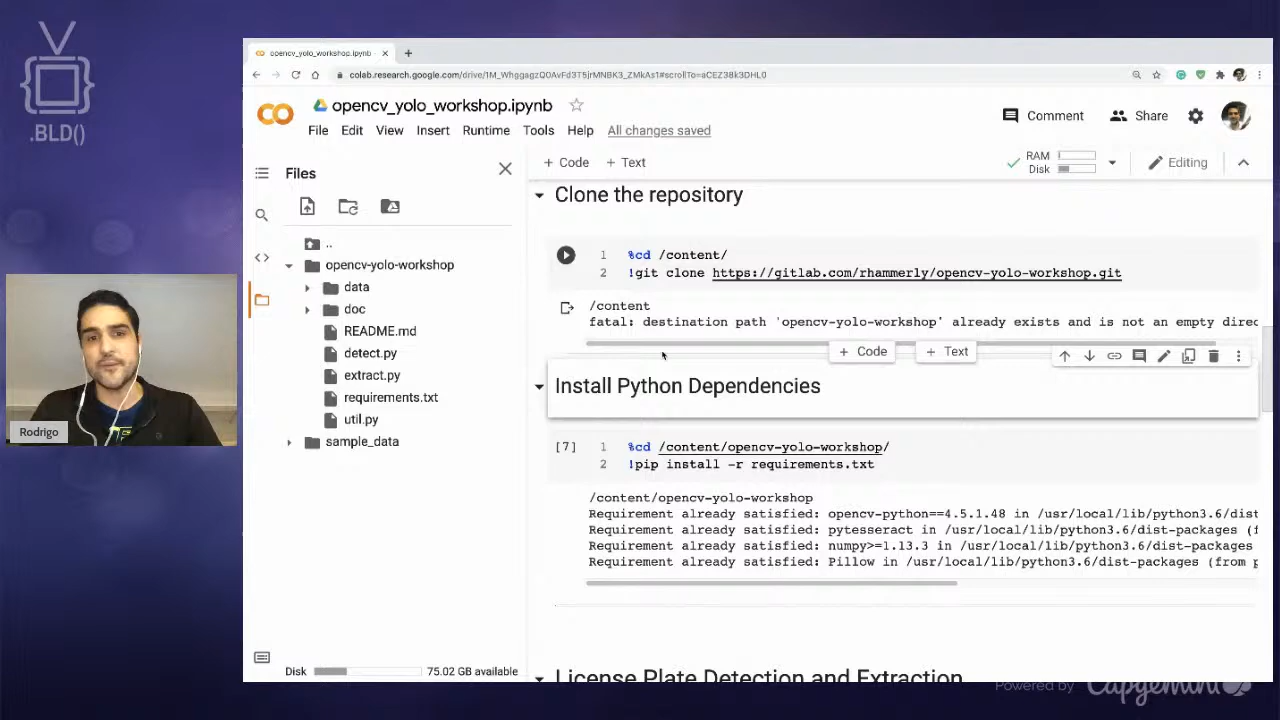 .BLD()
Rodrigo
opencv_yolo_workshop.ipynb
colab.research.google.com/drive/
opencv_yolo_workshop.ipynb
Comment
Share
File Edit View Insert Runtime Tools Help All changes saved
Files
+ Code + Text
RAM
Disk
Editing
..
opencv-yolo-workshop
data
doc
README.md
detect.py
extract.py
requirements.txt
util.py
sample_data
Disk
75.02 GB available
Clone the repository
1 %cd /content/
2 !git clone https://gitlab.com/rhammerly/opencv-yolo-workshop.git
/content
fatal: destination path 'opencv-yolo-workshop' already exists and is not an empty direc
+ Code + Text
Install Python Dependencies
[7] 1 %cd /content/opencv-yolo-workshop/
2 !pip install -r requirements.txt
/content/opencv-yolo-workshop
Requirement already satisfied: opencv-python==4.5.1.48 in /usr/local/lib/python3.6/dist
Requirement already satisfied: pytesseract in /usr/local/lib/python3.6/dist-packages (f
Requirement already satisfied: numpy>=1.13.3 in /usr/local/lib/python3.6/dist-packages
Requirement already satisfied: Pillow in /usr/local/lib/python3.6/dist-packages (from p
License Plate Detection and Extraction
Powered by Capgemini